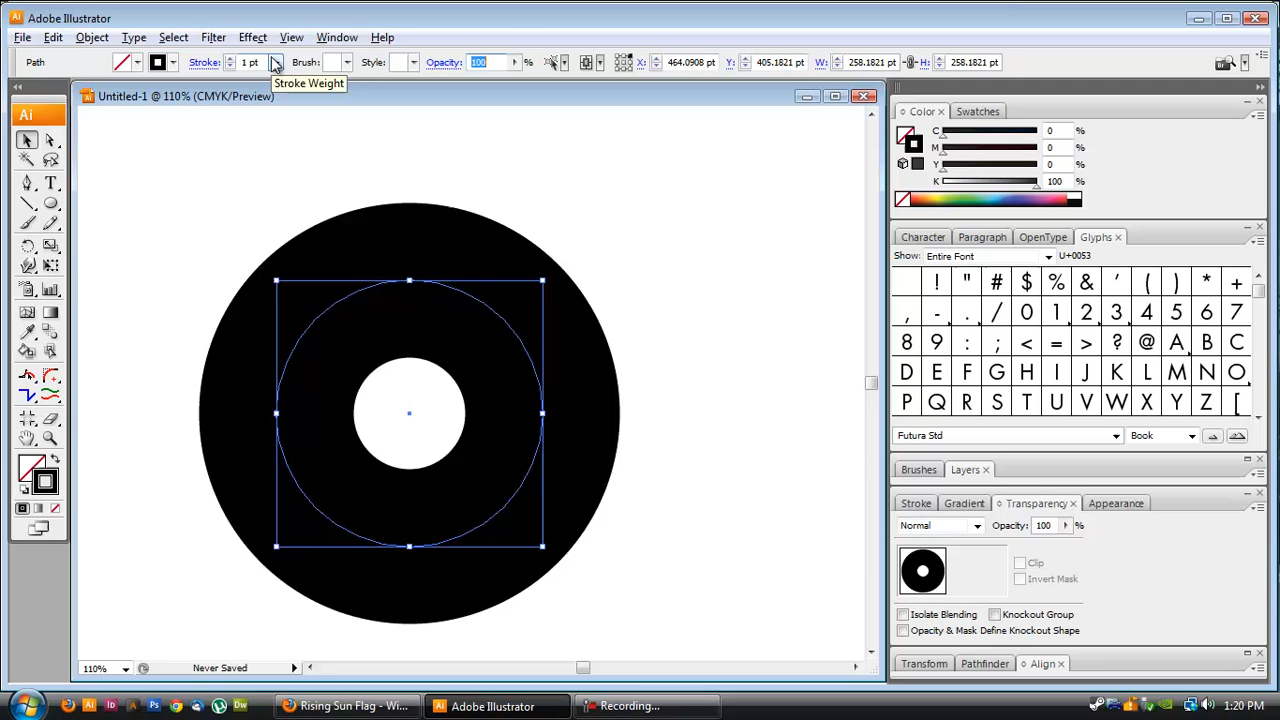 Adobe Illustrator
File Edit Object Type Select Filter Effect View Window Help
Path Stroke: 1 pt Brush: Style: Opacity: 100 % X: 464.0908 pt Y: 405.1821 pt W: 258.1821 pt H: 258.1821 pt
Stroke Weight
Untitled-1 @ 110% (CMYK/Preview)
Ai
Color Swatches
C 0 %
M 0 %
Y 0 %
K 100 %
Character Paragraph OpenType Glyphs
Show: Entire Font U+0053
! " # $ % & ' ( ) * +
, - . / 0 1 2 3 4 5 6 7
8 9 : ; < = > ? @ A B C
D E F G H I J K L M N O
P Q R S T U V W X Y Z [
Futura Std Book
Brushes Layers
Stroke Gradient Transparency Appearance
Normal Opacity: 100 %
Clip
Invert Mask
Isolate Blending Knockout Group
Opacity & Mask Define Knockout Shape
Transform Pathfinder Align
110% Never Saved
Rising Sun Flag - Wi... Adobe Illustrator Recording... 1:20 PM